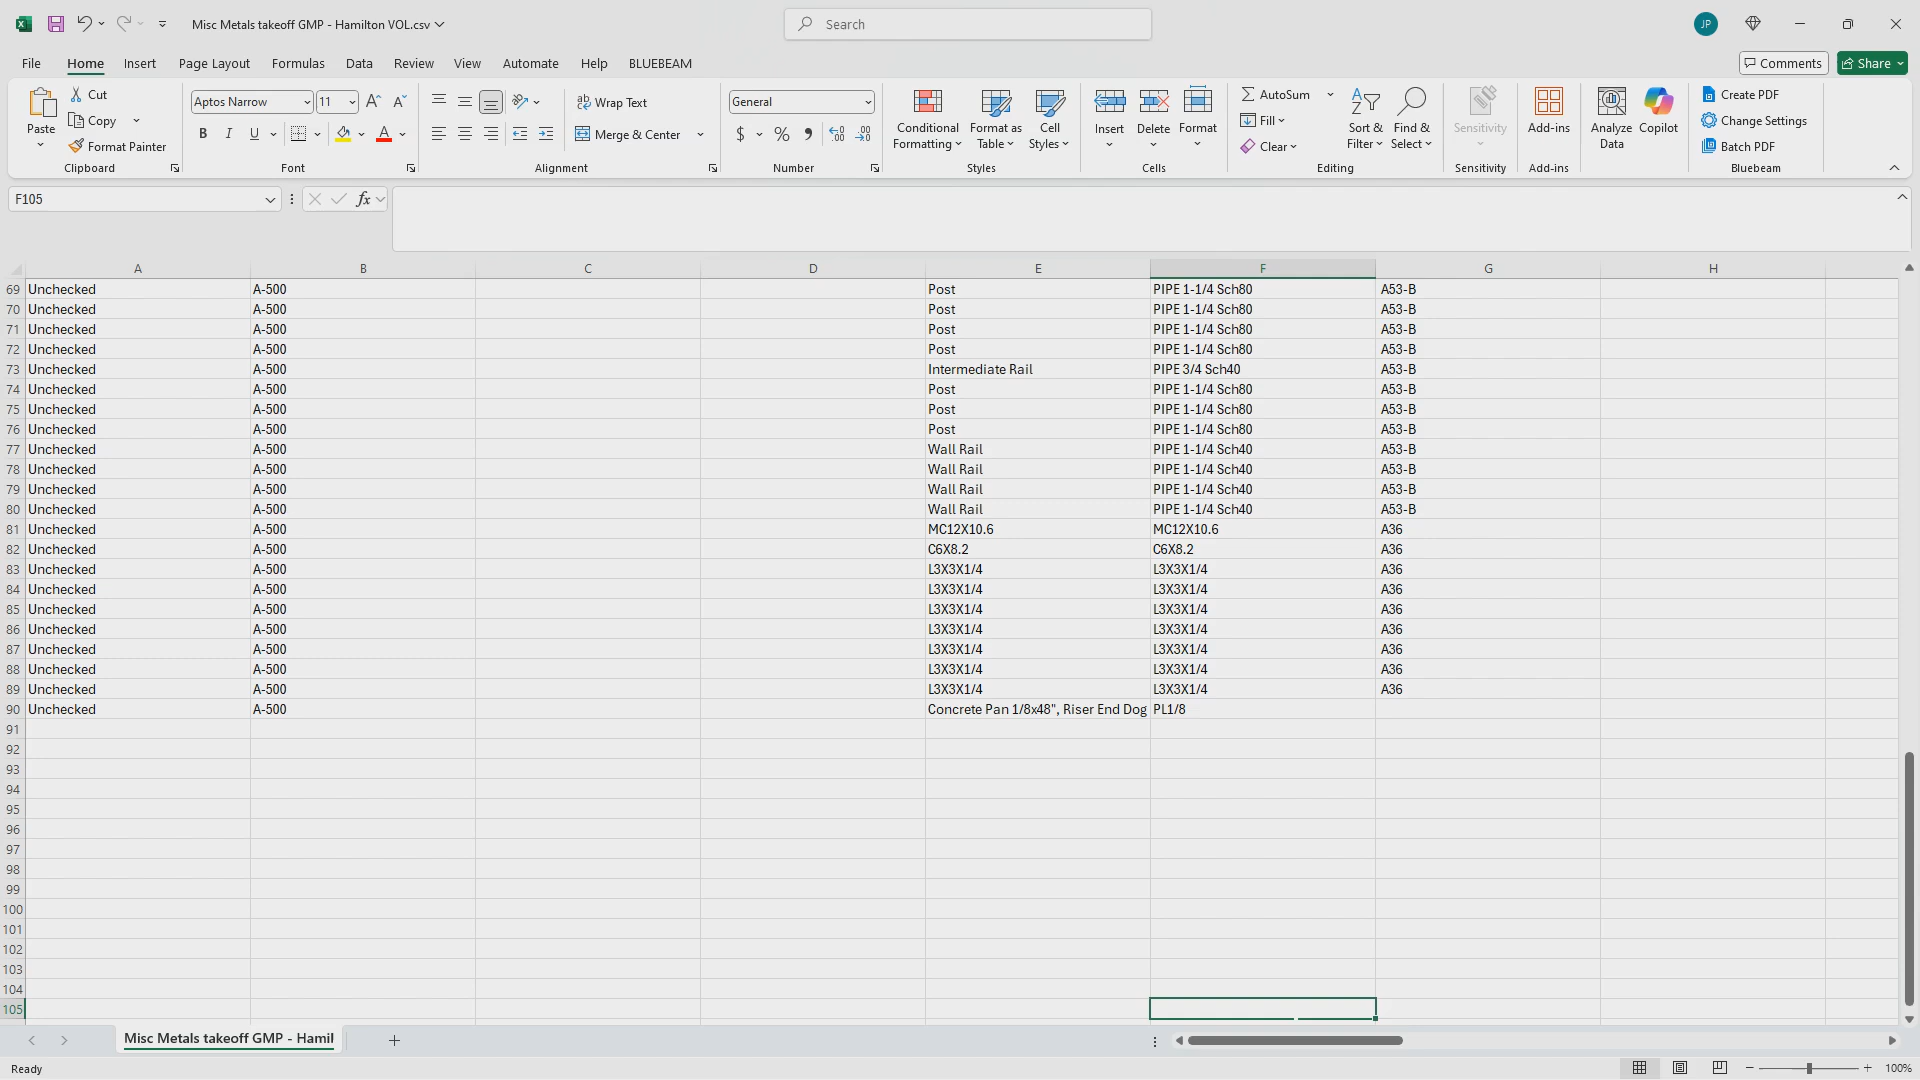 Misc Metals takeoff GMP - Hamilton VOL.csv
Search
JP
File Home Insert Page Layout Formulas Data Review View Automate Help BLUEBEAM
Comments Share
Paste
Cut
Copy
Format Painter
Clipboard
Aptos Narrow 11
B I U
Font
Wrap Text
Merge & Center
Alignment
General
$ % ,
Number
Conditional Formatting
Format as Table
Cell Styles
Styles
Insert
Delete
Format
Cells
AutoSum
Fill
Clear
Sort & Filter
Find & Select
Editing
Sensitivity
Sensitivity
Add-ins
Add-ins
Analyze Data
Copilot
Create PDF
Change Settings
Batch PDF
Bluebeam
F105
fx
A B C D E F G H
69 Unchecked A-500 Post PIPE 1-1/4 Sch80 A53-B
70 Unchecked A-500 Post PIPE 1-1/4 Sch80 A53-B
71 Unchecked A-500 Post PIPE 1-1/4 Sch80 A53-B
72 Unchecked A-500 Post PIPE 1-1/4 Sch80 A53-B
73 Unchecked A-500 Intermediate Rail PIPE 3/4 Sch40 A53-B
74 Unchecked A-500 Post PIPE 1-1/4 Sch80 A53-B
75 Unchecked A-500 Post PIPE 1-1/4 Sch80 A53-B
76 Unchecked A-500 Post PIPE 1-1/4 Sch80 A53-B
77 Unchecked A-500 Wall Rail PIPE 1-1/4 Sch40 A53-B
78 Unchecked A-500 Wall Rail PIPE 1-1/4 Sch40 A53-B
79 Unchecked A-500 Wall Rail PIPE 1-1/4 Sch40 A53-B
80 Unchecked A-500 Wall Rail PIPE 1-1/4 Sch40 A53-B
81 Unchecked A-500 MC12X10.6 MC12X10.6 A36
82 Unchecked A-500 C6X8.2 C6X8.2 A36
83 Unchecked A-500 L3X3X1/4 L3X3X1/4 A36
84 Unchecked A-500 L3X3X1/4 L3X3X1/4 A36
85 Unchecked A-500 L3X3X1/4 L3X3X1/4 A36
86 Unchecked A-500 L3X3X1/4 L3X3X1/4 A36
87 Unchecked A-500 L3X3X1/4 L3X3X1/4 A36
88 Unchecked A-500 L3X3X1/4 L3X3X1/4 A36
89 Unchecked A-500 L3X3X1/4 L3X3X1/4 A36
90 Unchecked A-500 Concrete Pan 1/8x48", Riser End Dog PL1/8
91
92
93
94
95
96
97
98
99
100
101
102
103
104
105
Misc Metals takeoff GMP - Hamil
Ready
100%